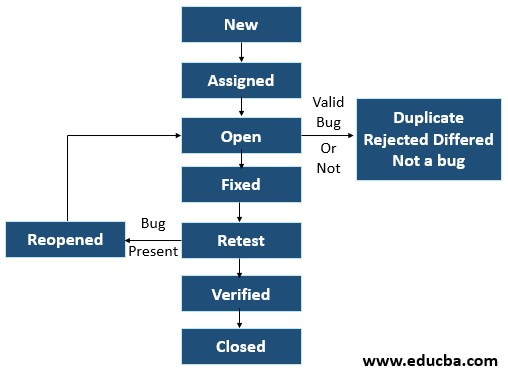 New
Assigned
Open
Valid
Bug
Or
Not
Duplicate
Rejected Differed
Not a bug
Fixed
Reopened
Bug
Present
Retest
Verified
Closed
www.educba.com